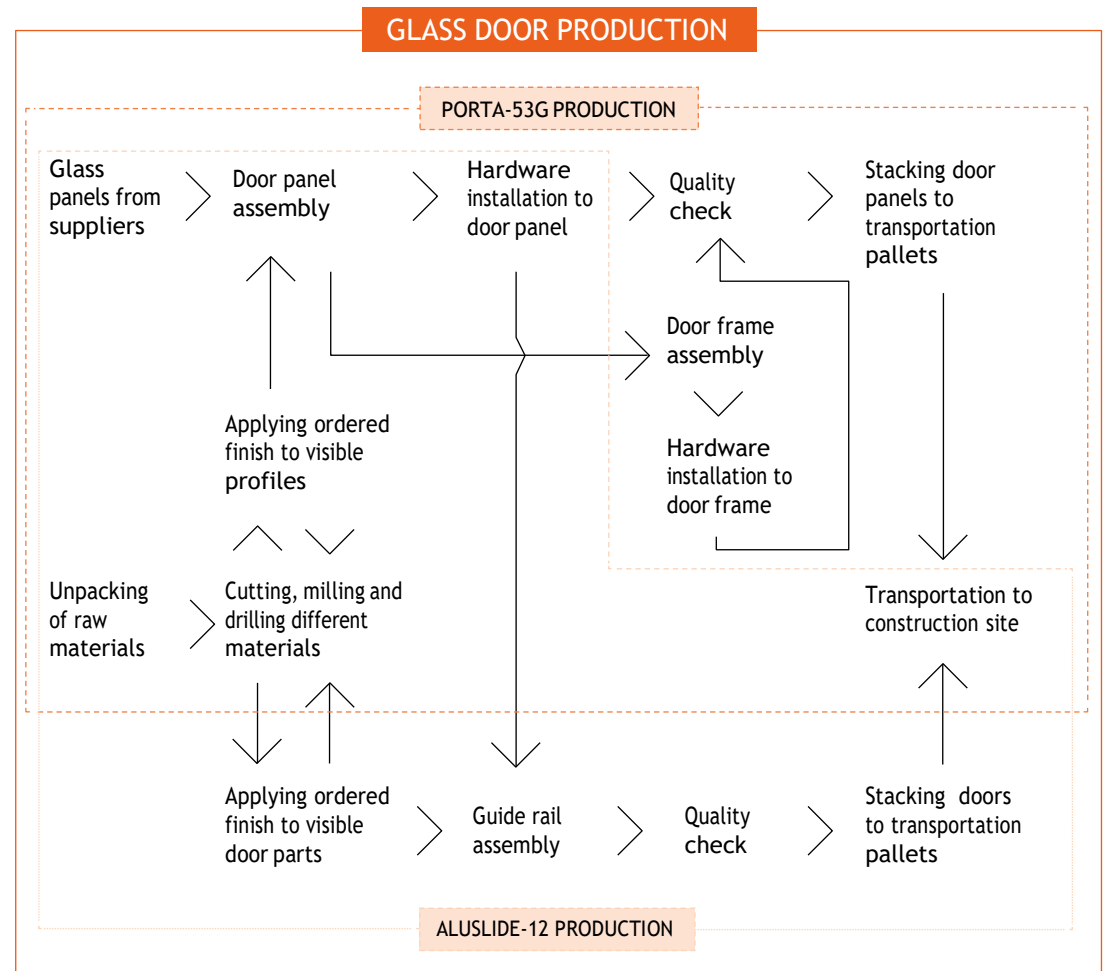 GLASS DOOR PRODUCTION
PORTA-53G PRODUCTION
Glass
panels from
suppliers
Door panel
assembly
Hardware
installation to
door panel
Quality
check
Stacking door
panels to
transportation
pallets
Door frame
assembly
Applying ordered
finish to visible
profiles
Hardware
installation to
door frame
Unpacking
of raw
materials
Cutting, milling and
drilling different
materials
Transportation to
construction site
Applying ordered
finish to visible
door parts
Guide rail
assembly
Quality
check
Stacking doors
to transportation
pallets
ALUSLIDE-12 PRODUCTION